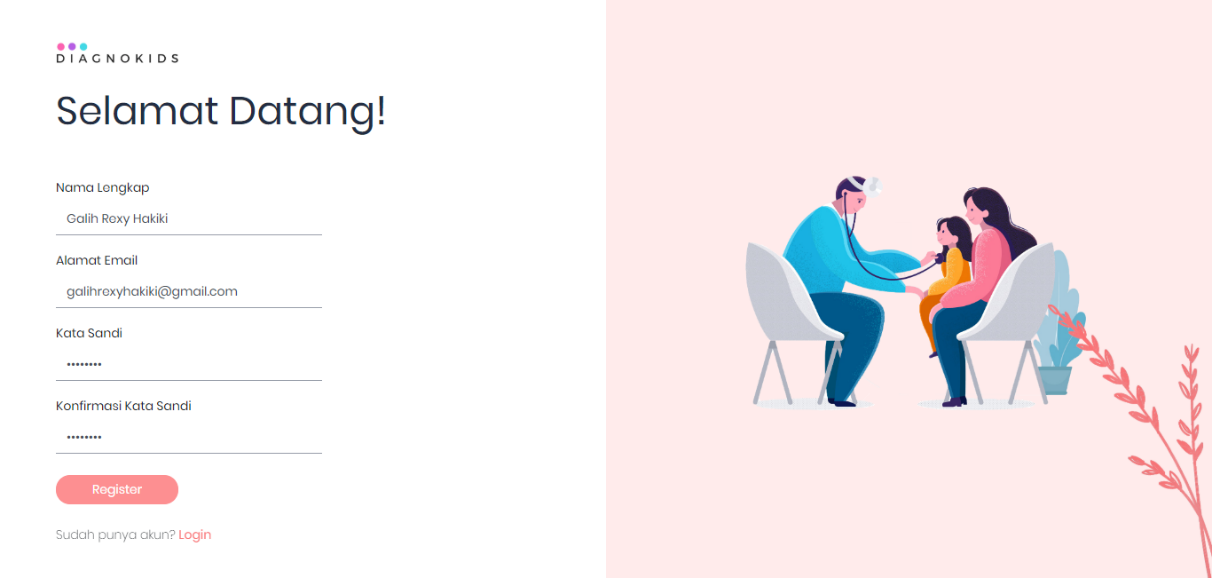 DIAGNOKIDS
Selamat Datang!
Nama Lengkap
Galih Rexy Hakiki
Alamat Email
galihrexyhakiki@gmail.com
Kata Sandi
••••••••
Konfirmasi Kata Sandi
••••••••
Register
Sudah punya akun? Login